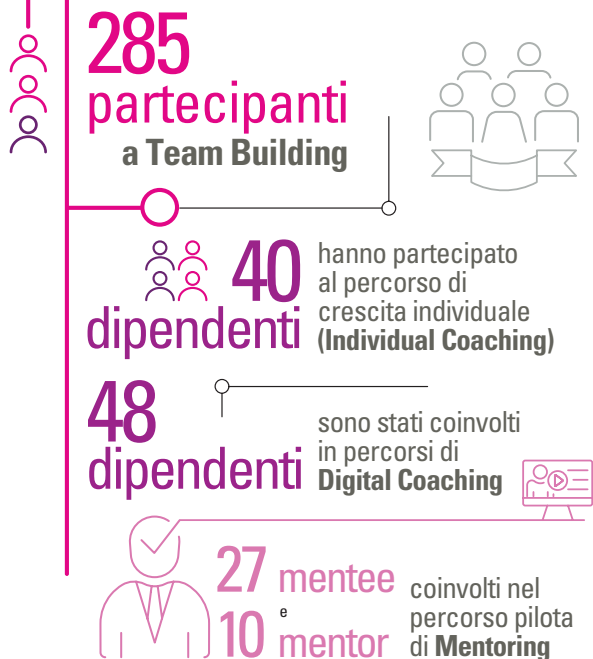 285
partecipanti
a Team Building
40
dipendenti
hanno partecipato
al percorso di
crescita individuale
(Individual Coaching)
48
dipendenti
sono stati coinvolti
in percorsi di
Digital Coaching
27 mentee
e
10 mentor
coinvolti nel
percorso pilota
di Mentoring